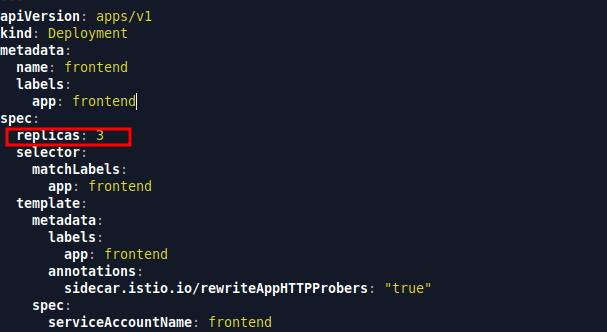 apiVersion: apps/v1
kind: Deployment
metadata:
  name: frontend
  labels:
    app: frontend
spec:
  replicas: 3
  selector:
    matchLabels:
      app: frontend
  template:
    metadata:
      labels:
        app: frontend
      annotations:
        sidecar.istio.io/rewriteAppHTTPProbers: "true"
    spec:
      serviceAccountName: frontend